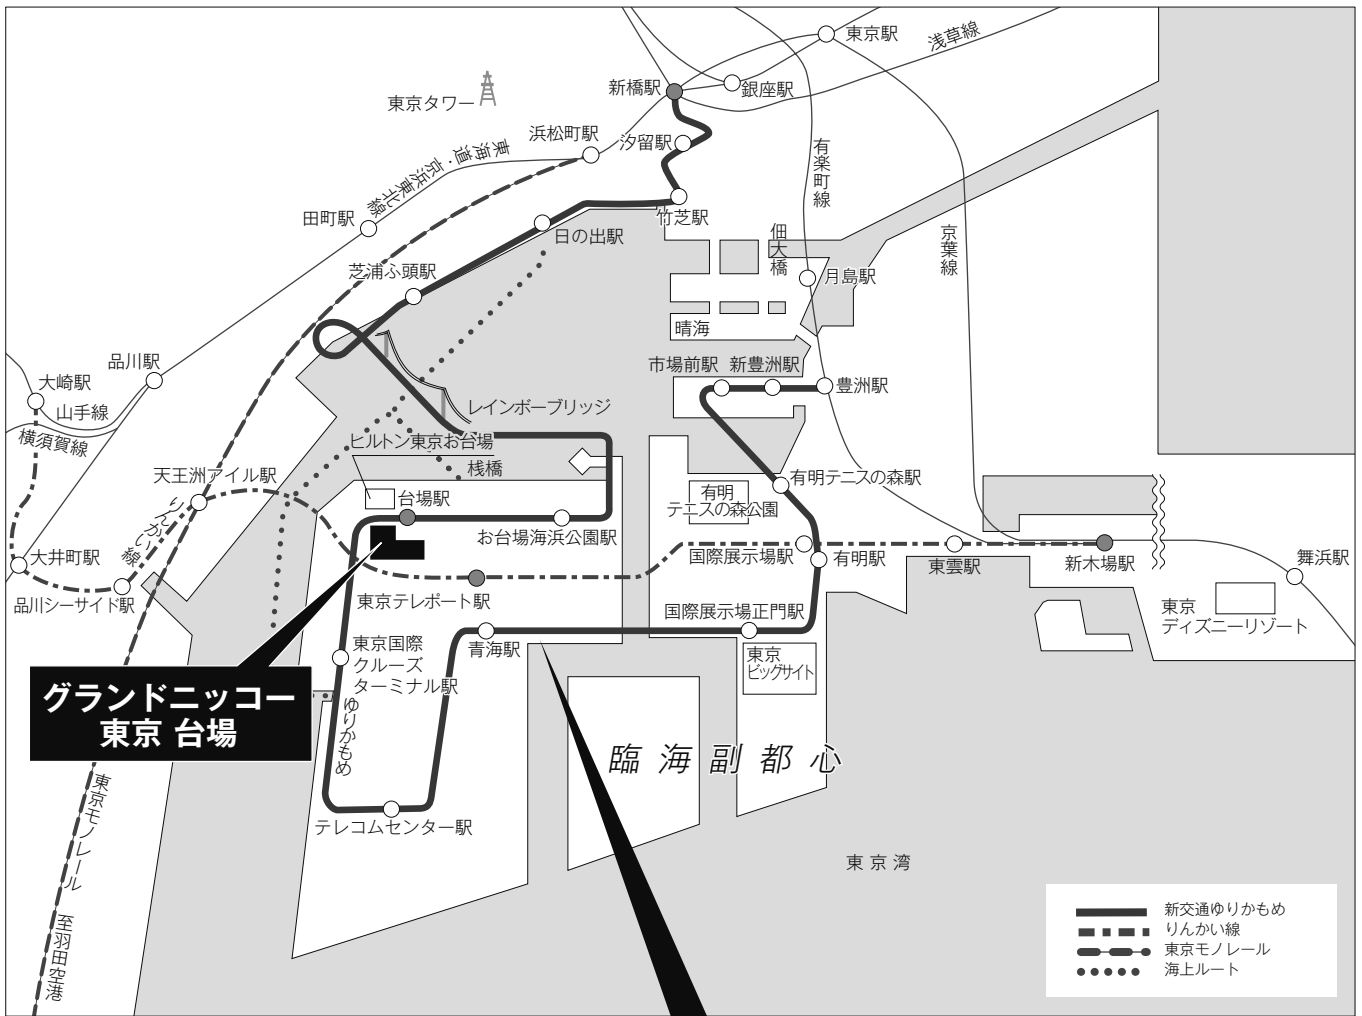 東京駅
浅草線
新橋駅
銀座駅
東京タワー
浜松町駅
汐留駅
東海道・京浜東北線
有楽町線
田町駅
竹芝駅
日の出駅
佃大橋
京葉線
芝浦ふ頭駅
月島駅
晴海
品川駅
大崎駅
山手線
横須賀線
市場前駅
新豊洲駅
豊洲駅
レインボーブリッジ
ヒルトン東京お台場
桟橋
天王洲アイル駅
りんかい線
台場駅
有明
テニスの森公園
有明テニスの森駅
お台場海浜公園駅
大井町駅
品川シーサイド駅
国際展示場駅
有明駅
東雲駅
新木場駅
舞浜駅
東京テレポート駅
東京
ディズニーリゾート
国際展示場正門駅
青海駅
東京国際
クルーズ
ターミナル駅
東京
ビッグサイト
グランドニッコー
東京 台場
ゆりかもめ
臨海副都心
テレコムセンター駅
東京モノレール
至羽田空港
東京湾
新交通ゆりかもめ
りんかい線
東京モノレール
海上ルート